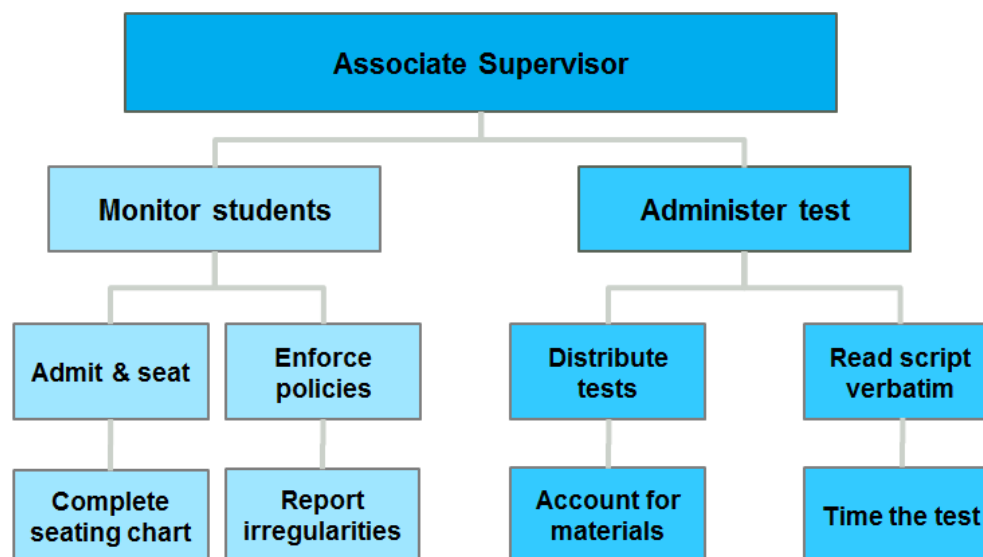 Associate Supervisor
Monitor students
Administer test
Admit & seat
Enforce
policies
Distribute
tests
Read script
verbatim
Complete
seating chart
Report
irregularities
Account for
materials
Time the test